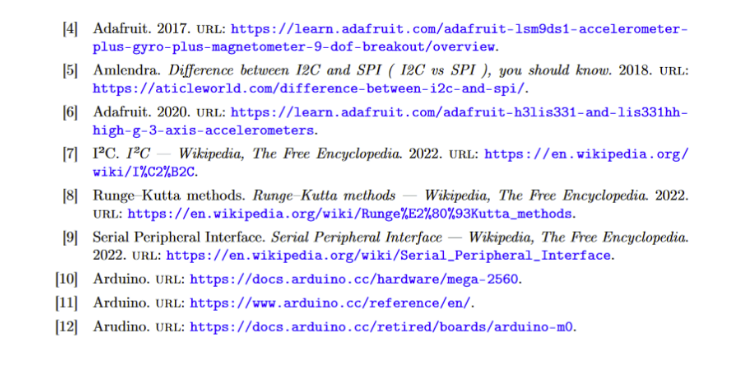 [4] Adafruit. 2017. URL: https://learn.adafruit.com/adafruit-lsm9ds1-accelerometer-
plus-gyro-plus-magnetometer-9-dof-breakout/overview.
[5] Amlendra. Difference between I2C and SPI ( I2C vs SPI ), you should know. 2018. URL:
https://aticleworld.com/difference-between-i2c-and-spi/.
[6] Adafruit. 2020. URL: https://learn.adafruit.com/adafruit-h3lis331-and-lis331hh-
high-g-3-axis-accelerometers.
[7] I²C. I²C — Wikipedia, The Free Encyclopedia. 2022. URL: https://en.wikipedia.org/
wiki/I%C2%B2C.
[8] Runge–Kutta methods. Runge–Kutta methods — Wikipedia, The Free Encyclopedia. 2022.
URL: https://en.wikipedia.org/wiki/Runge%E2%80%93Kutta_methods.
[9] Serial Peripheral Interface. Serial Peripheral Interface — Wikipedia, The Free Encyclopedia.
2022. URL: https://en.wikipedia.org/wiki/Serial_Peripheral_Interface.
[10] Arduino. URL: https://docs.arduino.cc/hardware/mega-2560.
[11] Arduino. URL: https://www.arduino.cc/reference/en/.
[12] Arudino. URL: https://docs.arduino.cc/retired/boards/arduino-m0.